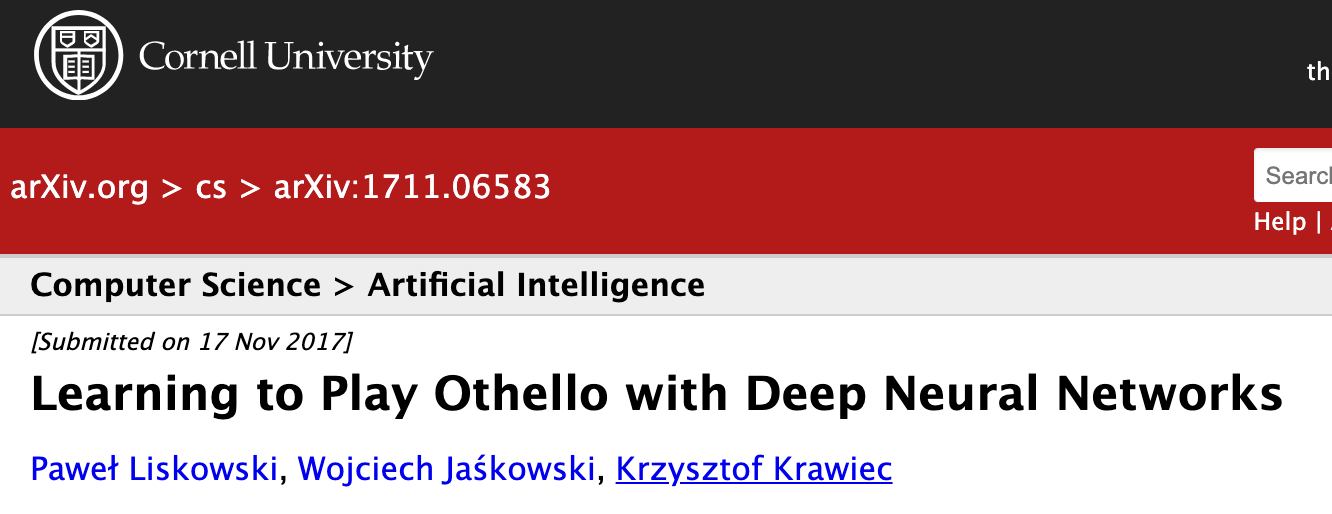 Cornell University
th
arXiv.org > cs > arXiv:1711.06583
Search
Help |
Computer Science > Artificial Intelligence
[Submitted on 17 Nov 2017]
Learning to Play Othello with Deep Neural Networks
Paweł Liskowski, Wojciech Jaśkowski, Krzysztof Krawiec